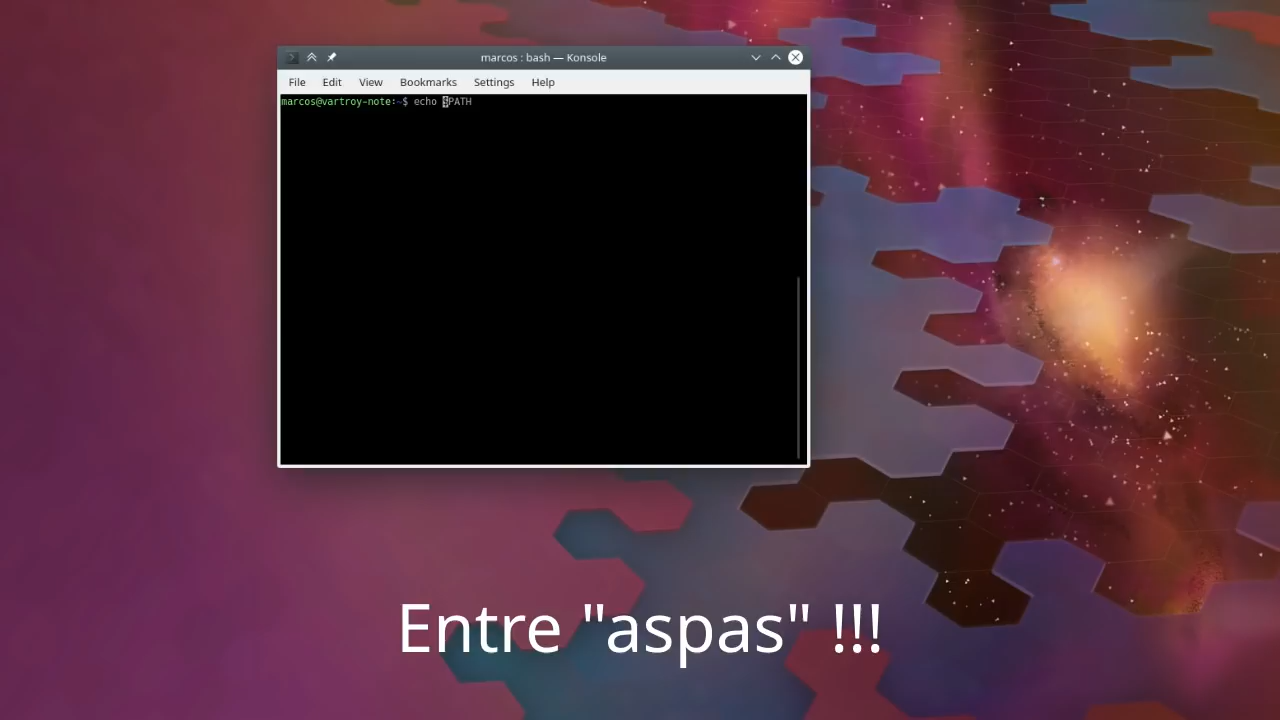 marcos : bash — Konsole
File Edit View Bookmarks Settings Help
marcos@vartroy-note:~$ echo $PATH
Entre "aspas" !!!